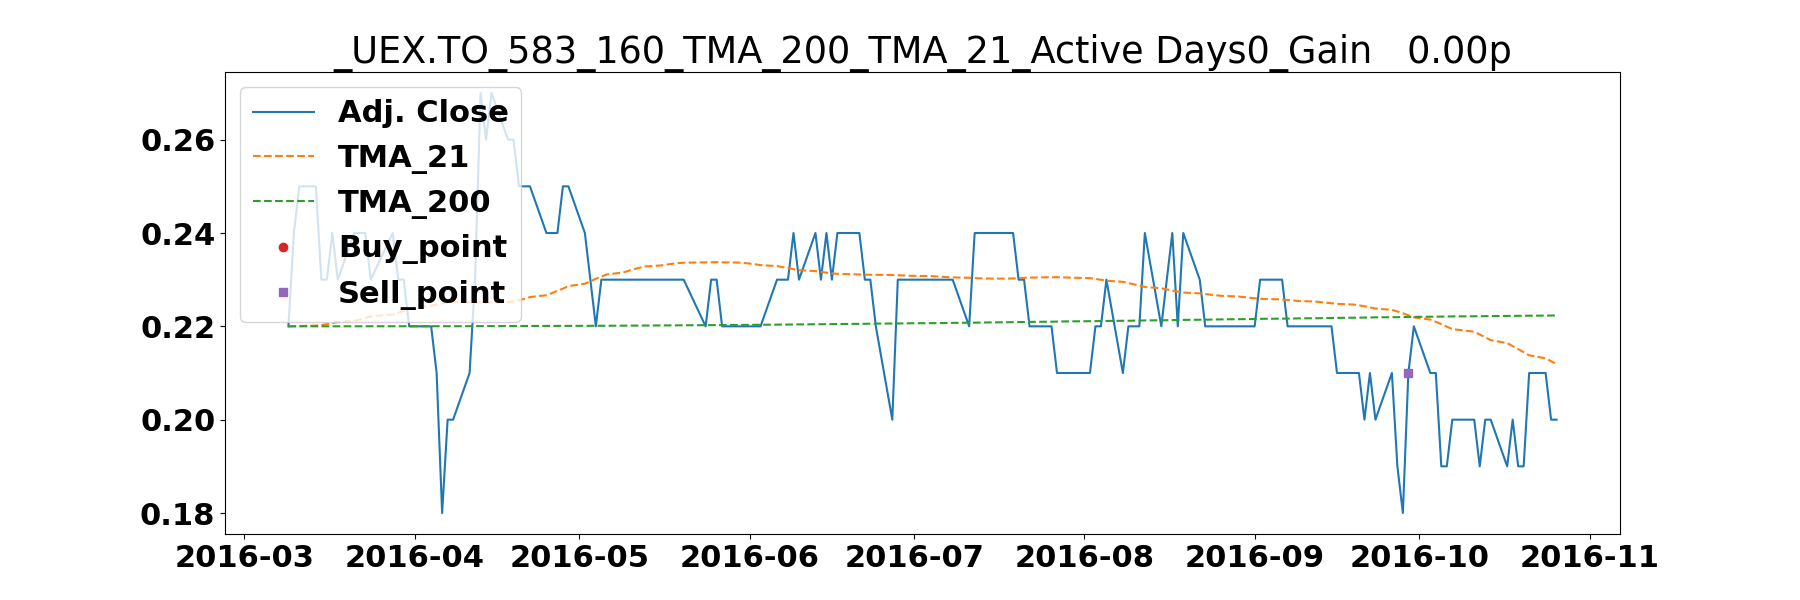 _UEX.TO_583_160_TMA_200_TMA_21_Active Days0_Gain   0.00p
Adj. Close
TMA_21
TMA_200
Buy_point
Sell_point
0.26
0.24
0.22
0.20
0.18
2016-03 2016-04 2016-05 2016-06 2016-07 2016-08 2016-09 2016-10 2016-11